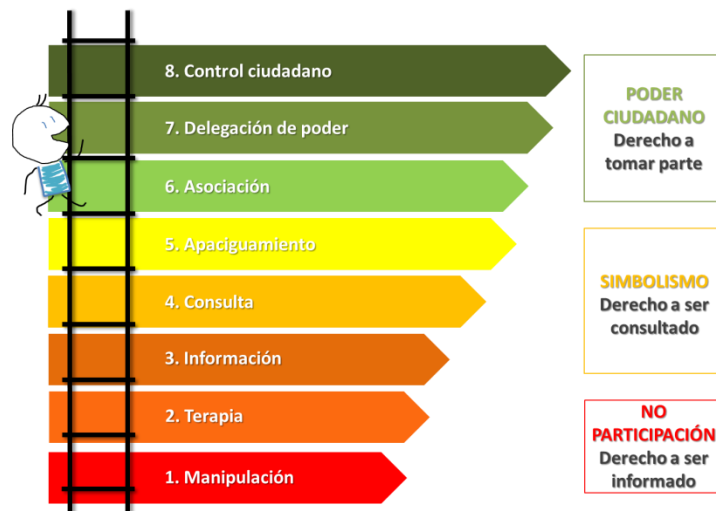 8. Control ciudadano
7. Delegación de poder
6. Asociación
5. Apaciguamiento
4. Consulta
3. Información
2. Terapia
1. Manipulación
PODER
CIUDADANO
Derecho a
tomar parte
SIMBOLISMO
Derecho a ser
consultado
NO
PARTICIPACIÓN
Derecho a ser
informado